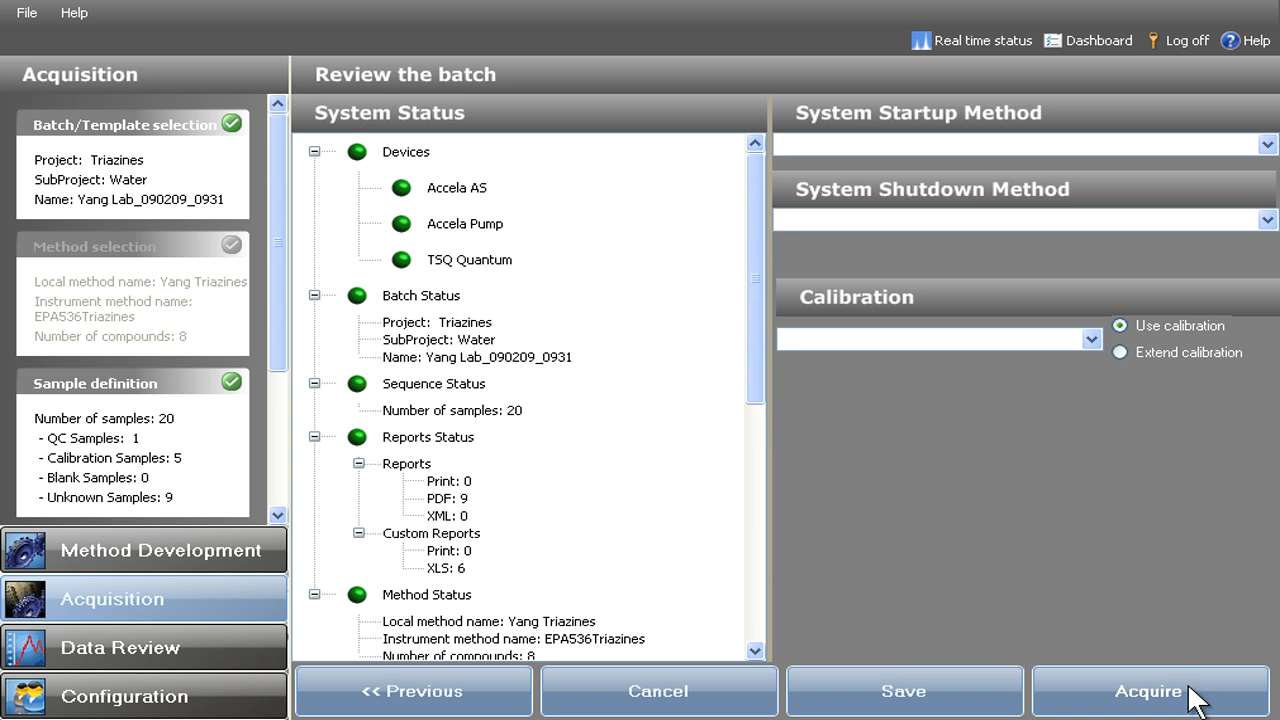 File Help
Real time status Dashboard Log off Help
Acquisition
Batch/Template selection
Project: Triazines
SubProject: Water
Name: Yang Lab_090209_0931
Method selection
Local method name: Yang Triazines
Instrument method name:
EPA536Triazines
Number of compounds: 8
Sample definition
Number of samples: 20
- QC Samples: 1
- Calibration Samples: 5
- Blank Samples: 0
- Unknown Samples: 9
Method Development
Acquisition
Data Review
Configuration
Review the batch
System Status
Devices
Accela AS
Accela Pump
TSQ Quantum
Batch Status
Project: Triazines
SubProject: Water
Name: Yang Lab_090209_0931
Sequence Status
Number of samples: 20
Reports Status
Reports
Print: 0
PDF: 9
XML: 0
Custom Reports
Print: 0
XLS: 6
Method Status
Local method name: Yang Triazines
Instrument method name: EPA536Triazines
Number of compounds: 8
System Startup Method
System Shutdown Method
Calibration
Use calibration
Extend calibration
<< Previous Cancel Save Acquire